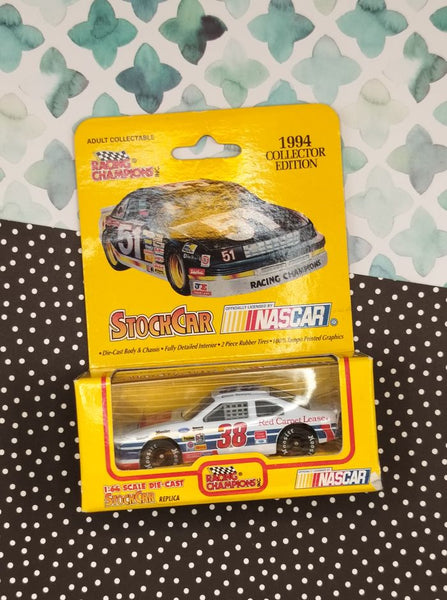 ADULT COLLECTABLE
RACING
CHAMPIONS
1994
COLLECTOR
EDITION
51
51
RACING CHAMPIONS
STOCKCAR
OFFICIALLY LICENSED BY
NASCAR
• Die-Cast Body & Chassis • Fully Detailed Interior • 2 Piece Rubber Tires • 100% Tampo Printed Graphics
Red Carpet Lease
38
1:64 SCALE DIE-CAST
STOCKCAR REPLICA
RACING
CHAMPIONS
NASCAR